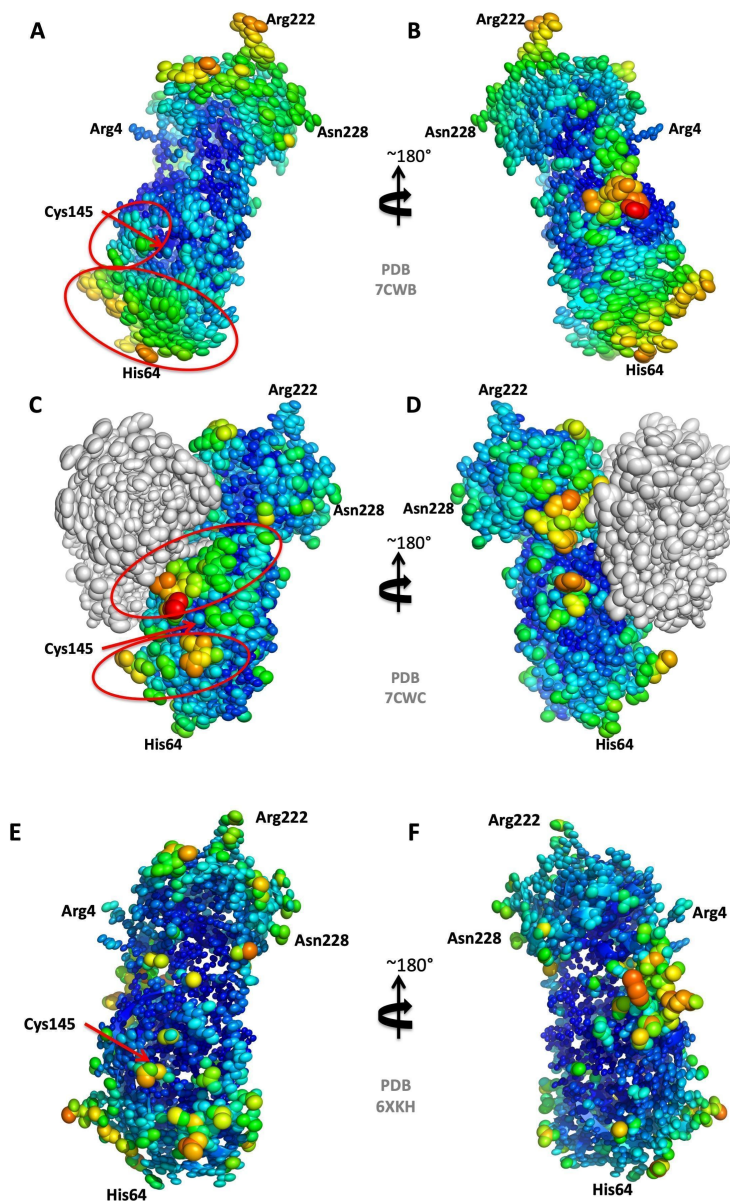 A
Arg222
Arg4
Asn228
Cys145
His64
B
Arg222
Asn228
Arg4
His64
~180°
PDB
7CWB
C
Arg222
Asn228
Cys145
His64
D
Arg222
Asn228
His64
~180°
PDB
7CWC
E
Arg222
Arg4
Asn228
Cys145
His64
F
Arg222
Arg4
Asn228
His64
~180°
PDB
6XKH